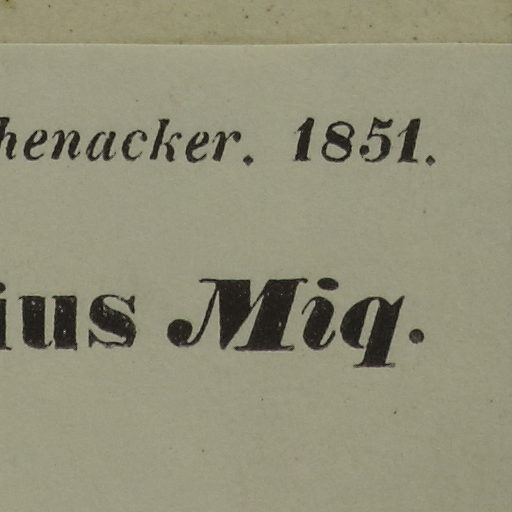 henacker. 1851.
ius Miq.